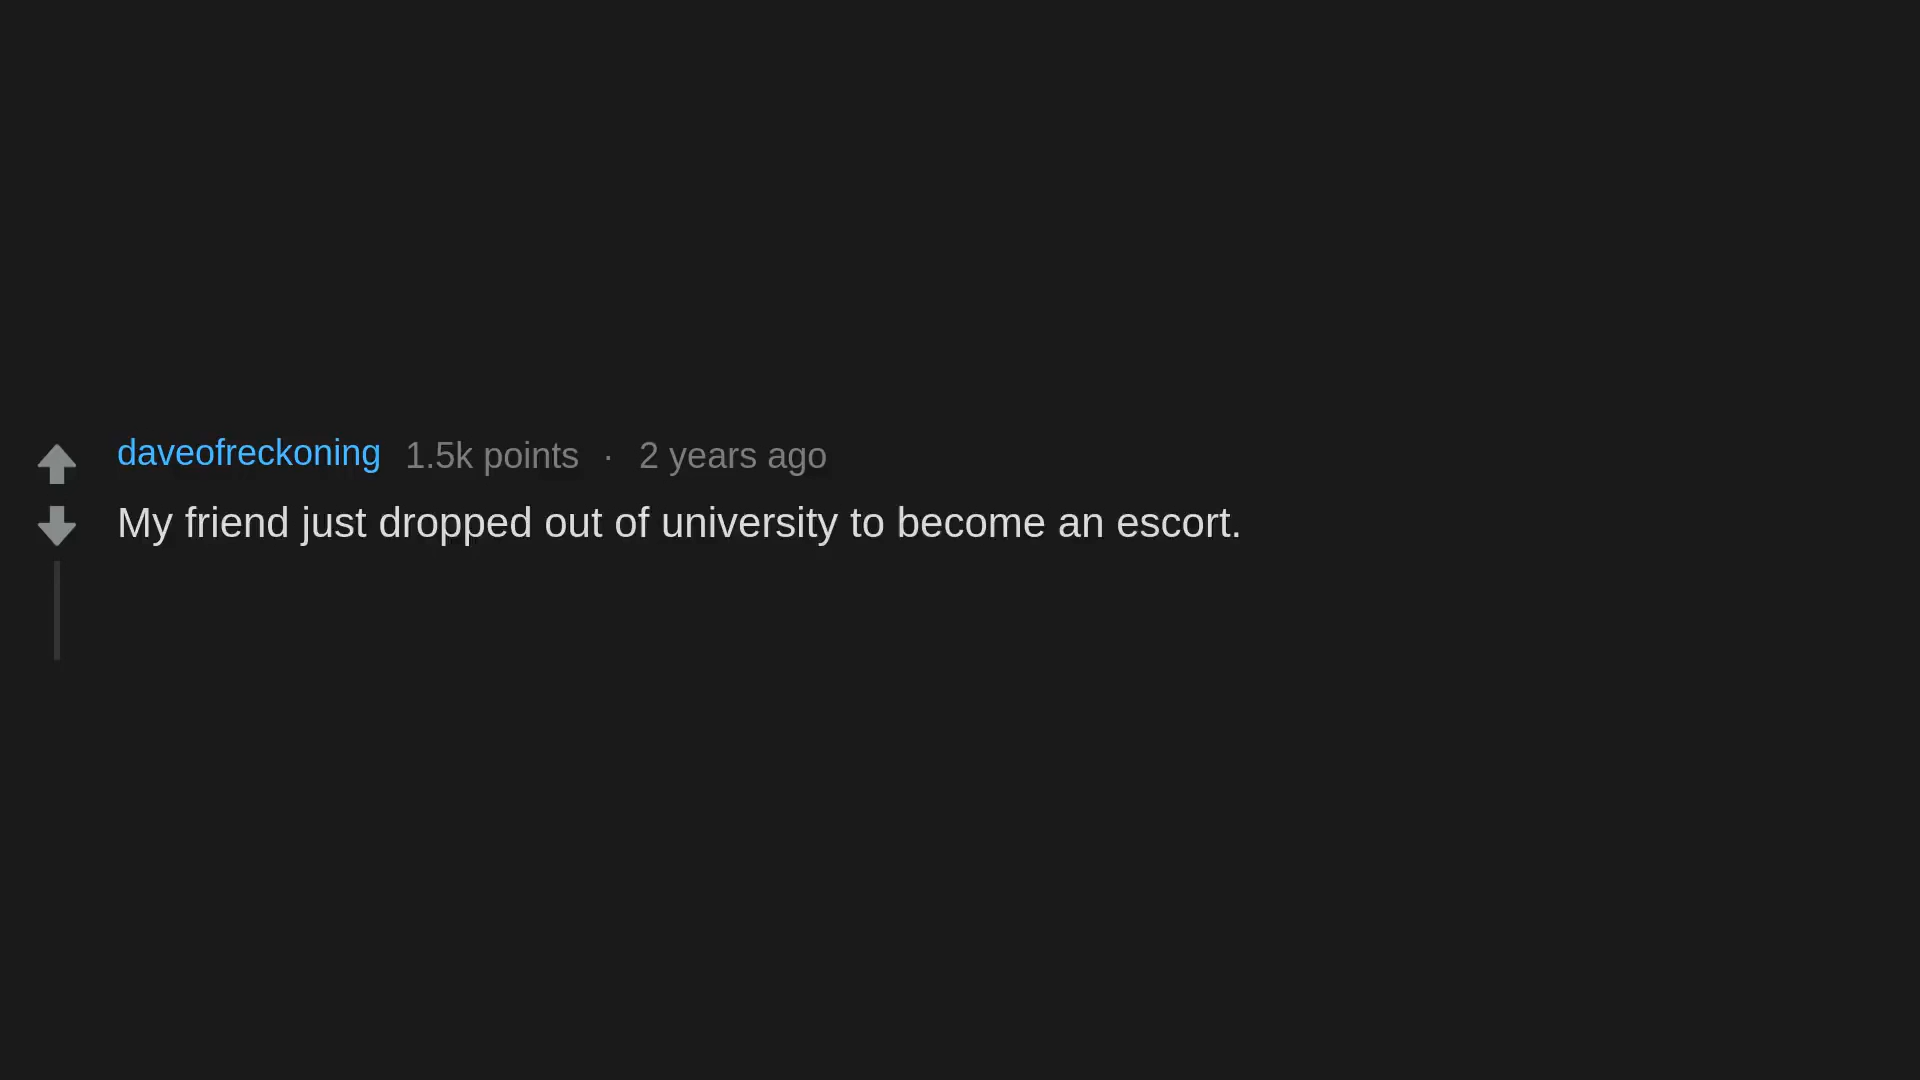 daveofreckoning 1.5k points · 2 years ago
My friend just dropped out of university to become an escort.